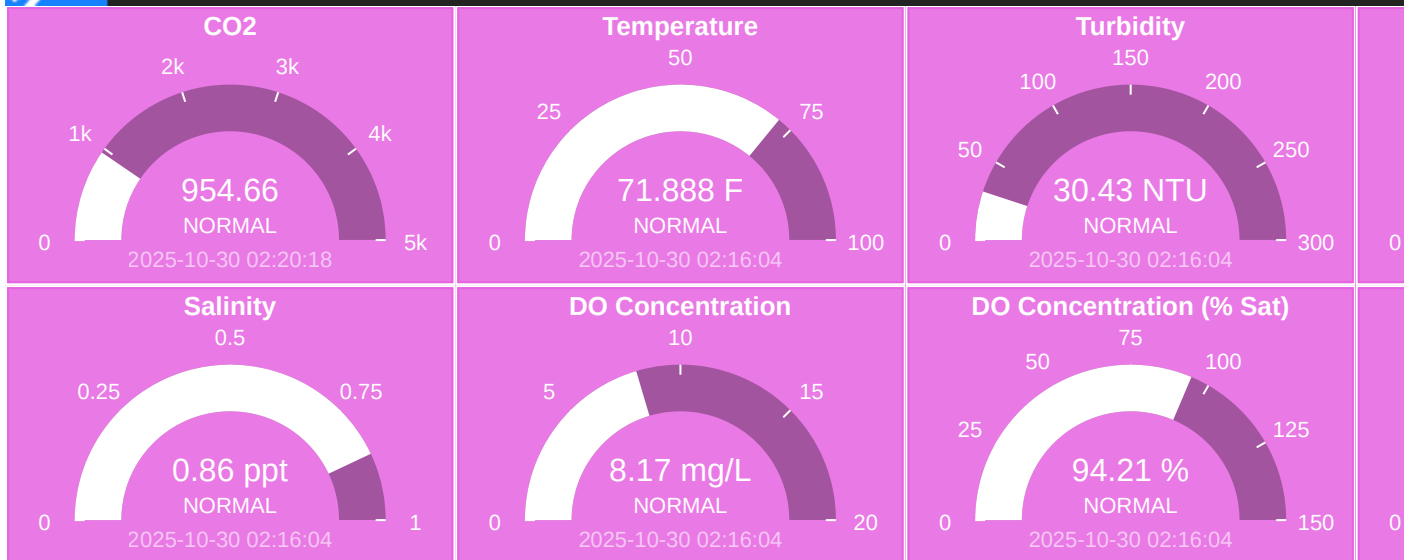 CO2
0
1k
2k
3k
4k
5k
954.66
NORMAL
2025-10-30 02:20:18
Temperature
0
25
50
75
100
71.888 F
NORMAL
2025-10-30 02:16:04
Turbidity
0
50
100
150
200
250
300
30.43 NTU
NORMAL
2025-10-30 02:16:04
0
Salinity
0
0.25
0.5
0.75
1
0.86 ppt
NORMAL
2025-10-30 02:16:04
DO Concentration
0
5
10
15
20
8.17 mg/L
NORMAL
2025-10-30 02:16:04
DO Concentration (% Sat)
0
25
50
75
100
125
150
94.21 %
NORMAL
2025-10-30 02:16:04
0